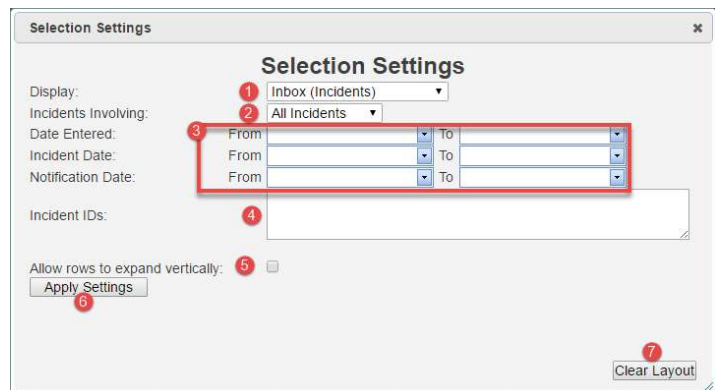 Selection Settings
Selection Settings
Display: 1 Inbox (Incidents)
Incidents Involving: 2 All Incidents
Date Entered: 3 From To
Incident Date: From To
Notification Date: From To
Incident IDs: 4
Allow rows to expand vertically: 5
Apply Settings
6
7
Clear Layout